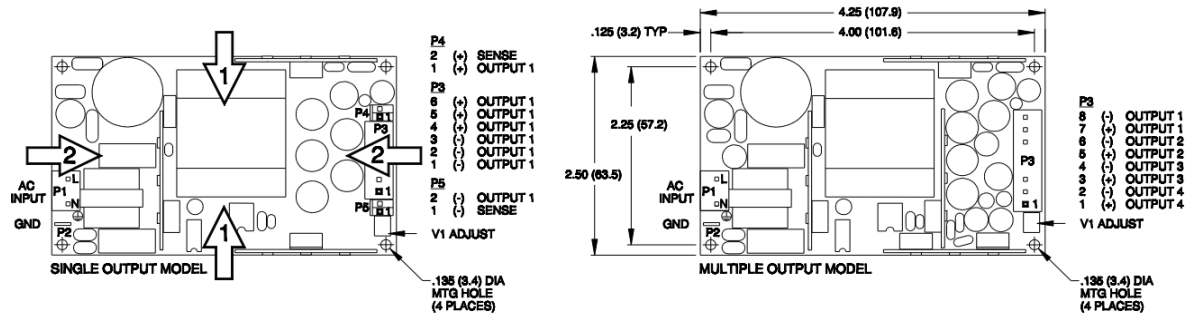 P4
2 (+) SENSE
1 (+) OUTPUT 1
P3
6 (+) OUTPUT 1
5 (+) OUTPUT 1
4 (+) OUTPUT 1
3 (-) OUTPUT 1
2 (-) OUTPUT 1
1 (-) OUTPUT 1
P5
2 (-) OUTPUT 1
1 (-) SENSE
V1 ADJUST
.135 (3.4) DIA
MTG HOLE
(4 PLACES)
1
2
2
1
P4
1
P3
1
P5
1
AC
INPUT
P1
L
N
GND
P2
SINGLE OUTPUT MODEL
4.25 (107.9)
.125 (3.2) TYP
4.00 (101.6)
2.25 (57.2)
2.50 (63.5)
AC
INPUT
P1
L
N
GND
P2
P3
1
MULTIPLE OUTPUT MODEL
P3
8 (-) OUTPUT 1
7 (+) OUTPUT 1
6 (-) OUTPUT 2
5 (+) OUTPUT 2
4 (-) OUTPUT 3
3 (+) OUTPUT 3
2 (-) OUTPUT 4
1 (+) OUTPUT 4
V1 ADJUST
.135 (3.4) DIA
MTG HOLE
(4 PLACES)